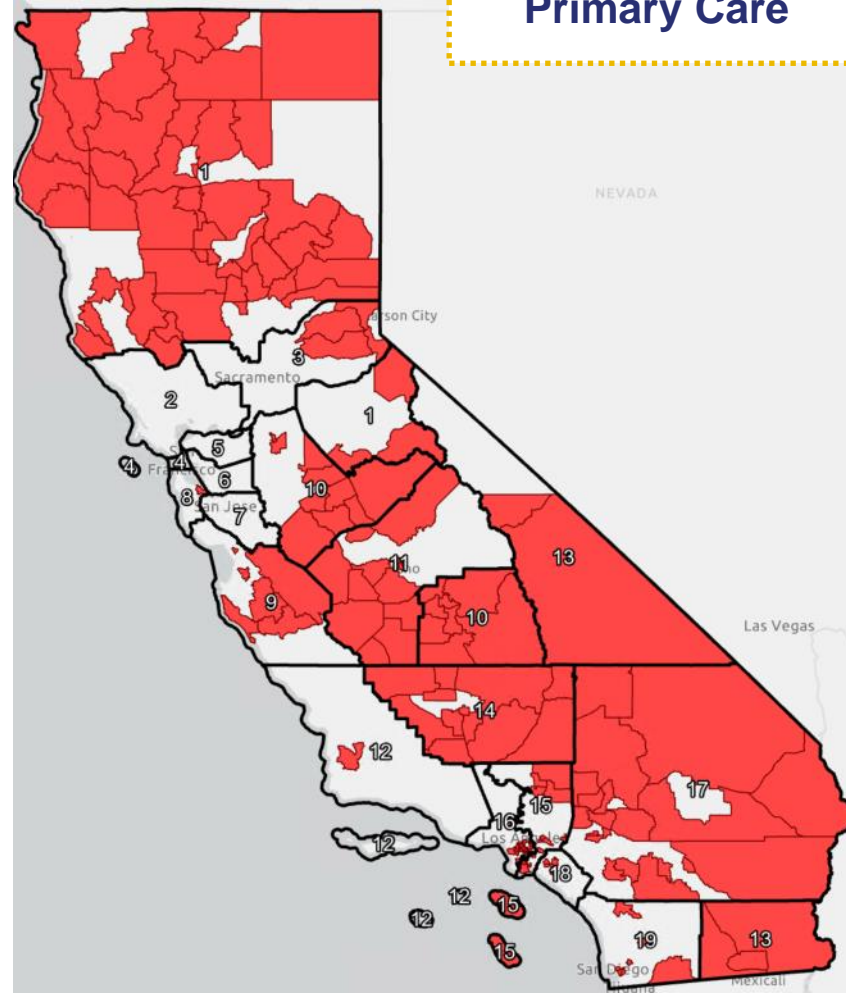 Primary Care
NEVADA
1
arson City
3
Sacramento
2
1
5
4
4
Francisco
6
10
8
San Jose
7
11
13
9
10
Las Vegas
14
12
17
15
16
Los Angeles
12
18
12
15
12
19
13
15
San Diego
Mexicali